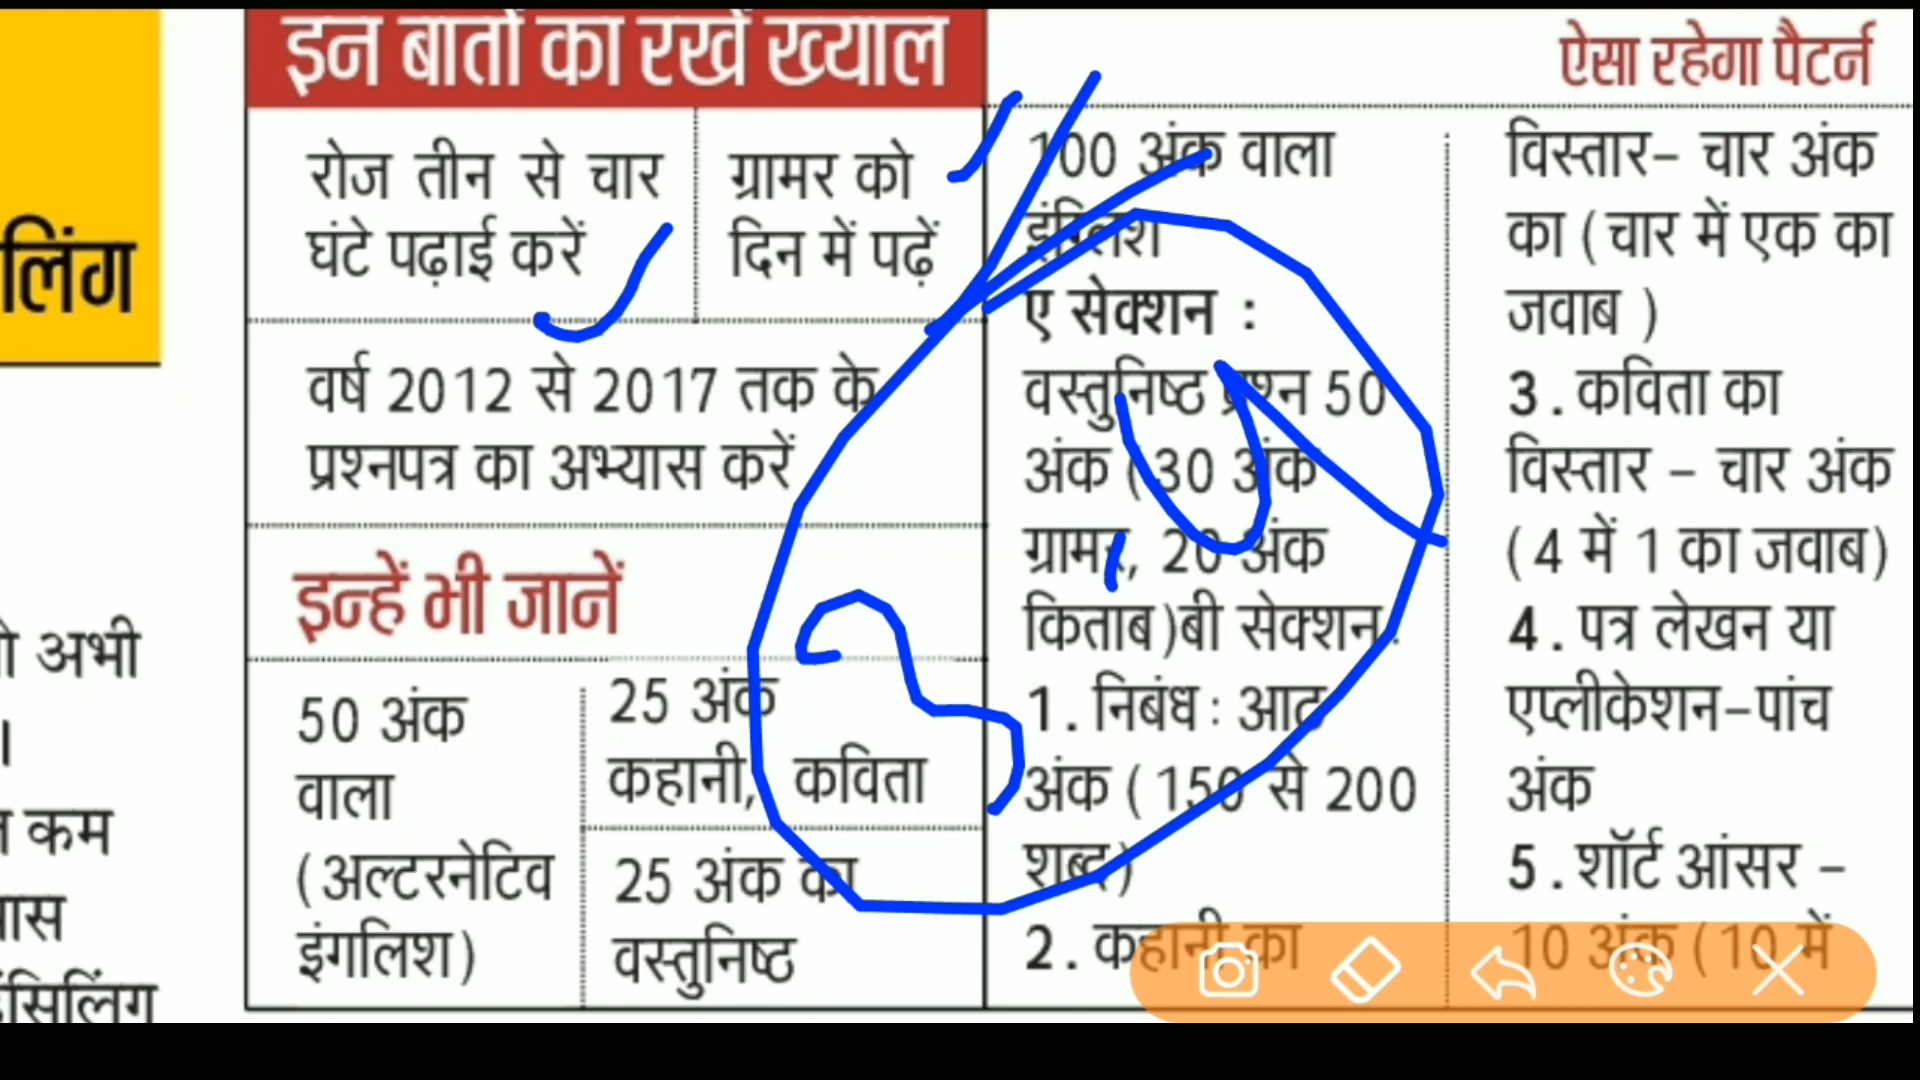 लिंग
ो अभी
कम
ास
ंसिलिंग
इन बातों का रखें ख्याल
रोज तीन से चार
घंटे पढ़ाई करें
ग्रामर को
दिन में पढ़ें
वर्ष 2012 से 2017 तक के
प्रश्नपत्र का अभ्यास करें
इन्हें भी जानें
50 अंक
वाला
(अल्टरनेटिव
इंगलिश)
25 अंक
कहानी, कविता
25 अंक का
वस्तुनिष्ठ
ऐसा रहेगा पैटर्न
100 अंक वाला
इंग्लिश
ए सेक्शन :
वस्तुनिष्ठ प्रश्न 50
अंक (30 अंक
ग्रामर, 20 अंक
किताब)बी सेक्शन:
1. निबंध : आठ
अंक (150 से 200
शब्द)
2. कहानी का
विस्तार– चार अंक
का (चार में एक का
जवाब )
3. कविता का
विस्तार – चार अंक
(4 में 1 का जवाब)
4. पत्र लेखन या
एप्लीकेशन–पांच
अंक
5. शॉर्ट आंसर –
10 अंक (10 में